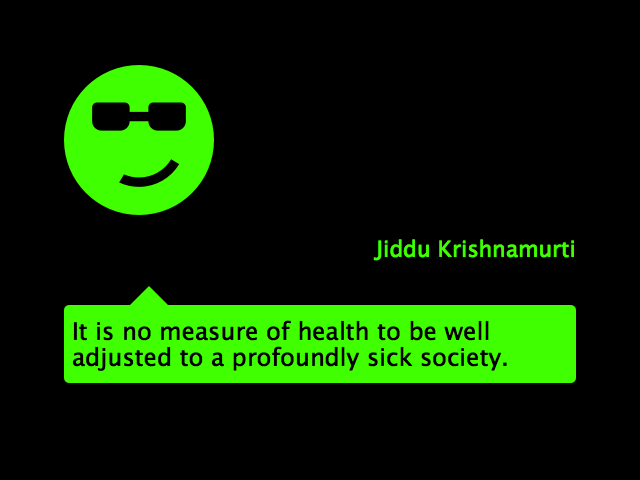 Jiddu Krishnamurti
It is no measure of health to be well
adjusted to a profoundly sick society.